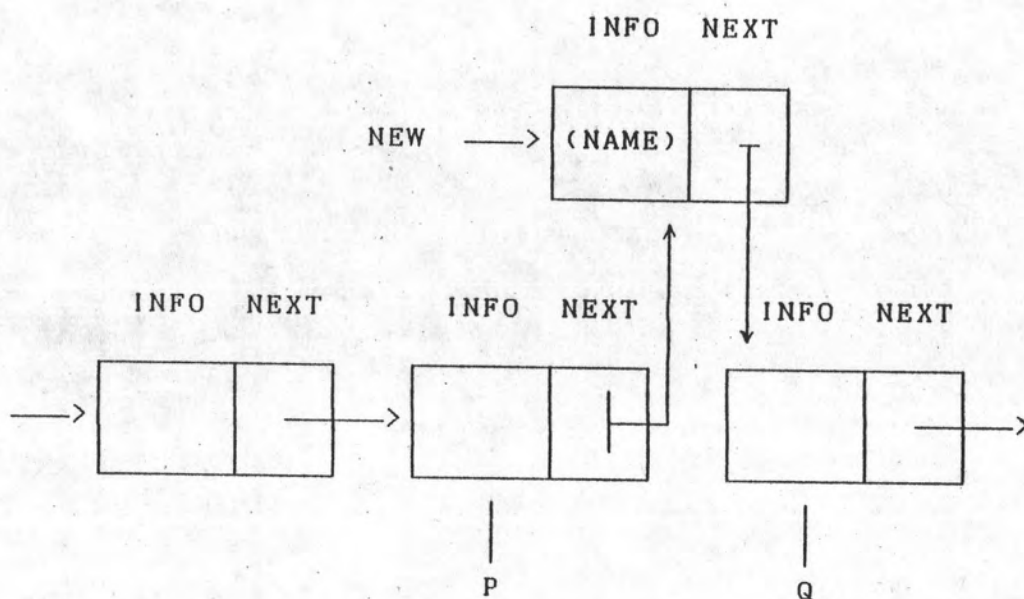 INFO NEXT
NEW (NAME)
INFO NEXT INFO NEXT INFO NEXT
P Q